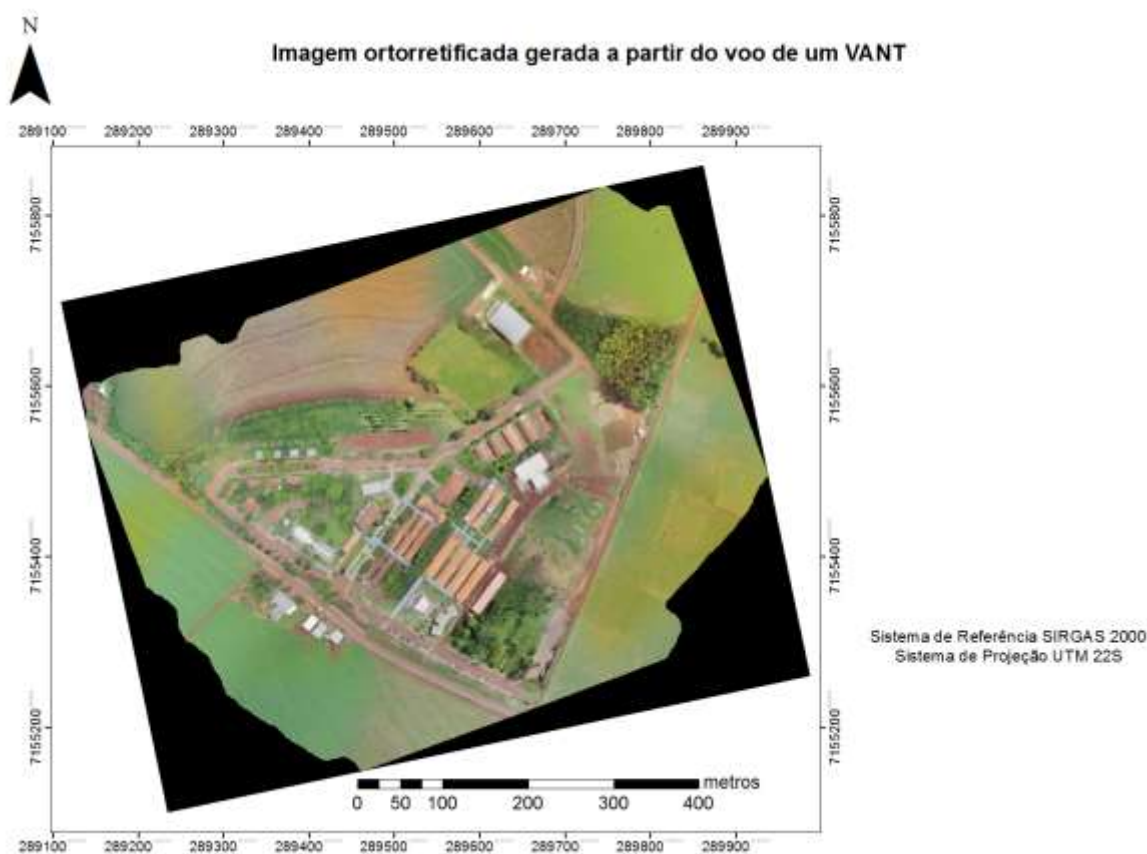 N
Imagem ortorretificada gerada a partir do voo de um VANT
289100 289200 289300 289400 289500 289600 289700 289800 289900
7155800 7155800
7155600 7155600
7155400 7155400
Sistema de Referência SIRGAS 2000
Sistema de Projeção UTM 22S
7155200 7155200
metros
0 50 100 200 300 400
289100 289200 289300 289400 289500 289600 289700 289800 289900